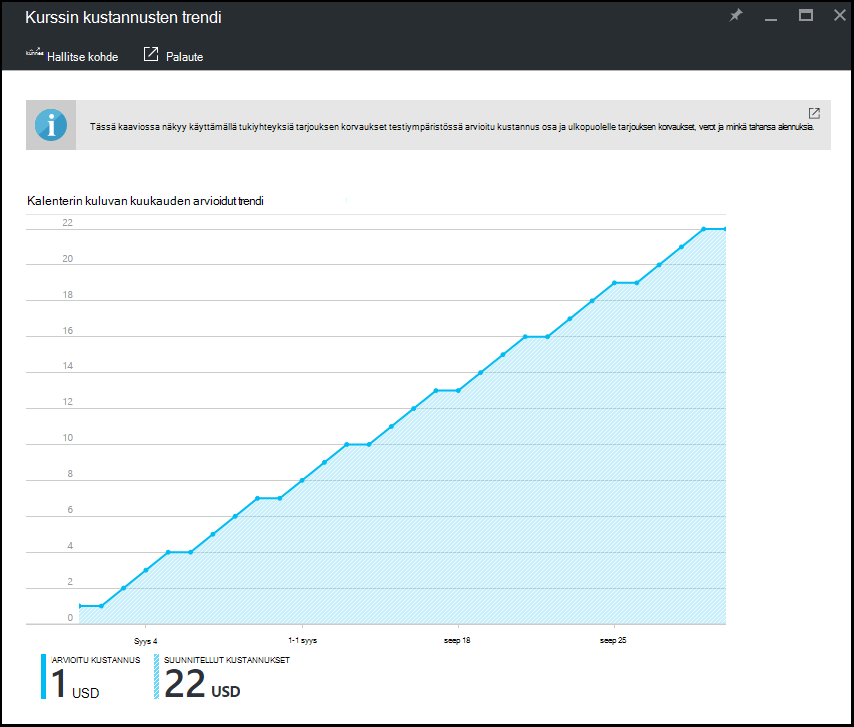 Kurssin kustannusten trendi
Hallitse kohde
Palaute
Tässä kaaviossa näkyy käyttämällä tukiyhteyksiä tarjouksen korvaukset testiympäristössä arvioitu kustannus osa ja ulkopuolelle tarjouksen korvaukset, verot ja minkä tahansa alennuksia.
Kalenterin kuluvan kuukauden arvioidut trendi
22
20
18
16
14
12
10
8
6
4
2
0
Syys 4
1-1 syys
seep 18
seep 25
ARVIOITU KUSTANNUS
1 USD
SUUNNITELLUT KUSTANNUKSET
22 USD